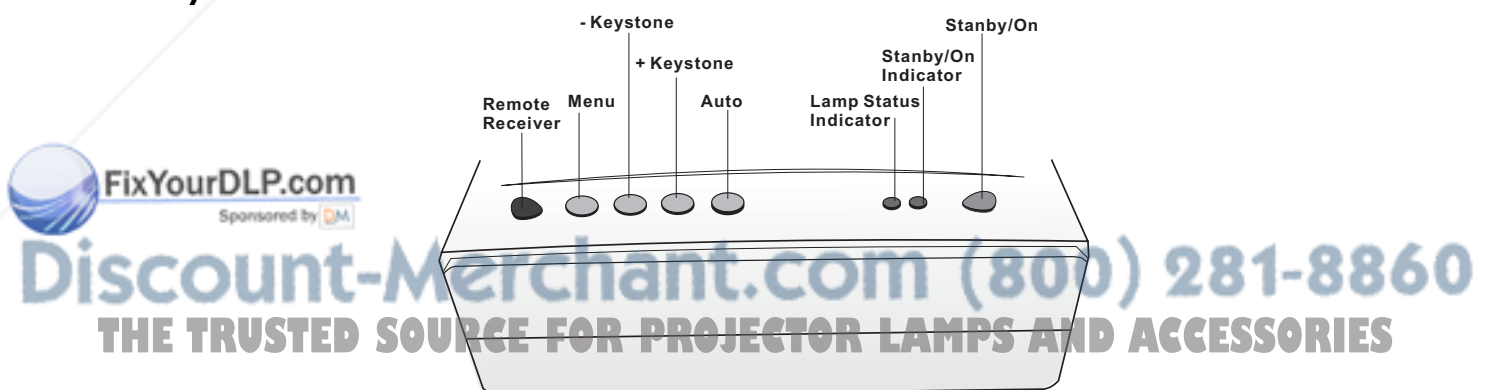 - Keystone
Stanby/On
+ Keystone
Stanby/On
Indicator
Remote
Receiver
Menu
Auto
Lamp Status
Indicator
FixYourDLP.com
Sponsored by DM
Discount-Merchant.com (800) 281-8860
THE TRUSTED SOURCE FOR PROJECTOR LAMPS AND ACCESSORIES